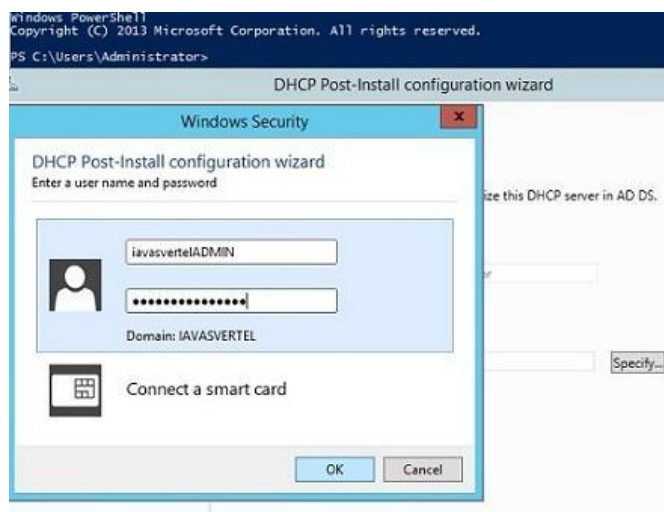 Windows PowerShell
Copyright (C) 2013 Microsoft Corporation. All rights reserved.
PS C:\Users\Administrator>
DHCP Post-Install configuration wizard
Windows Security
x
DHCP Post-Install configuration wizard
Enter a user name and password
ize this DHCP server in AD DS.
iavasvertelADMIN
●●●●●●●●●●●●●●●
Domain: IAVASVERTEL
Specify...
Connect a smart card
OK Cancel